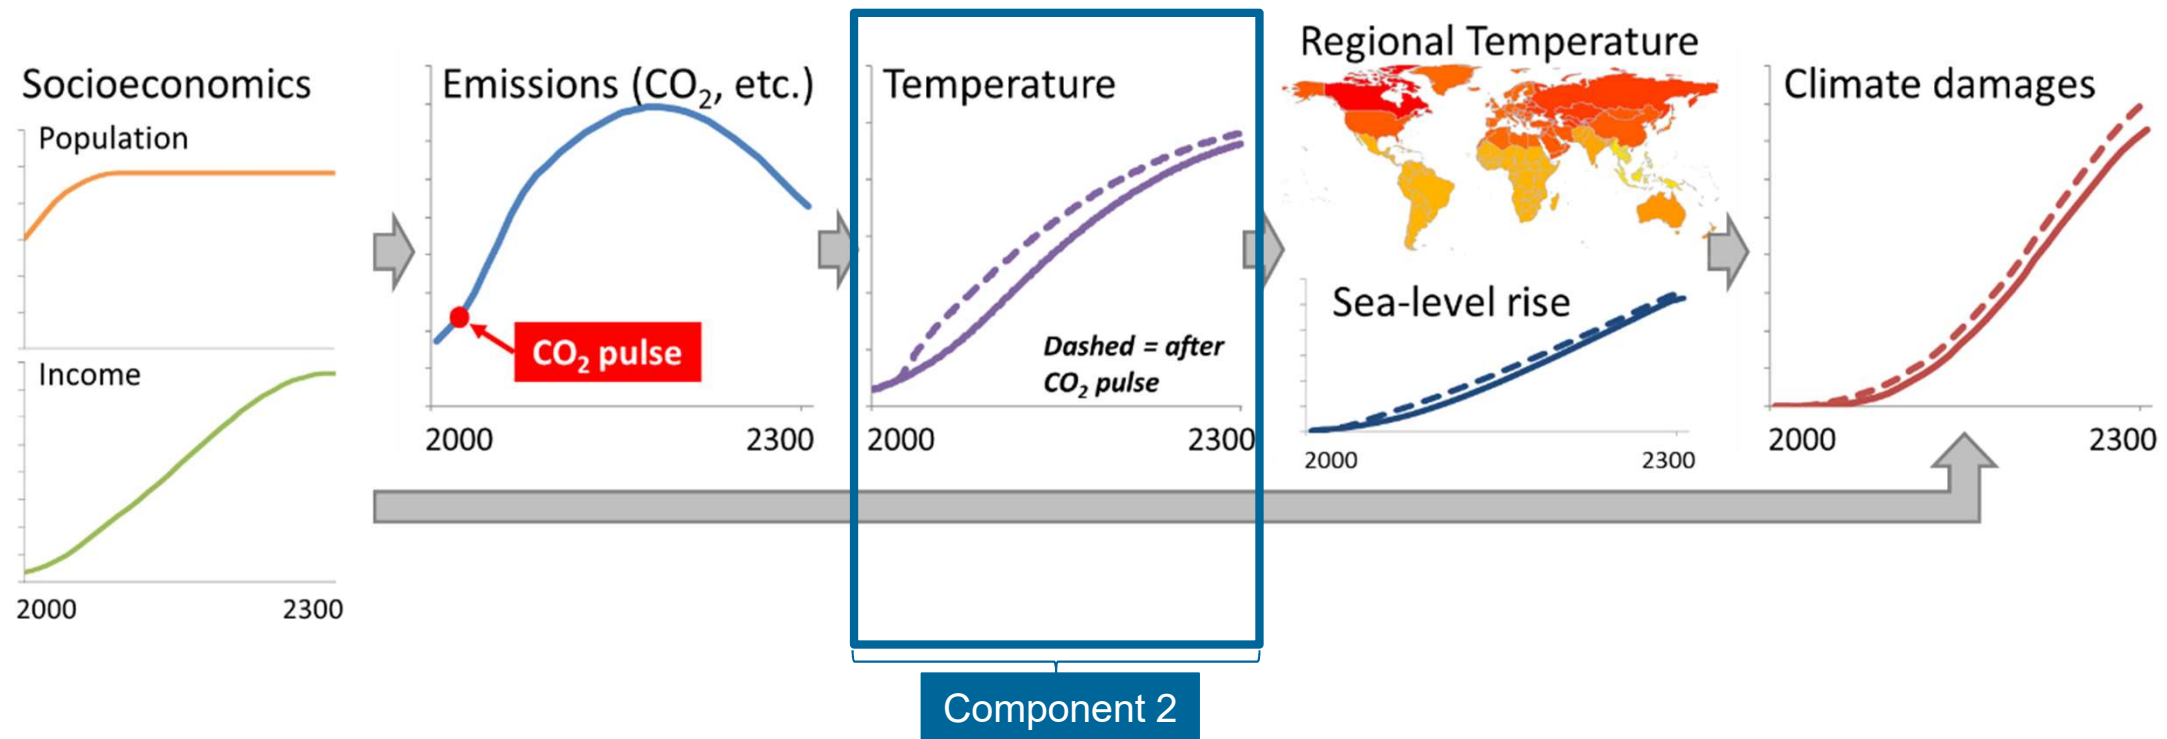 Socioeconomics
Population
Income
2000 2300
Emissions (CO₂, etc.)
CO₂ pulse
2000 2300
Temperature
Dashed = after
CO₂ pulse
2000 2300
Regional Temperature
Sea-level rise
2000 2300
Climate damages
2000 2300
Component 2